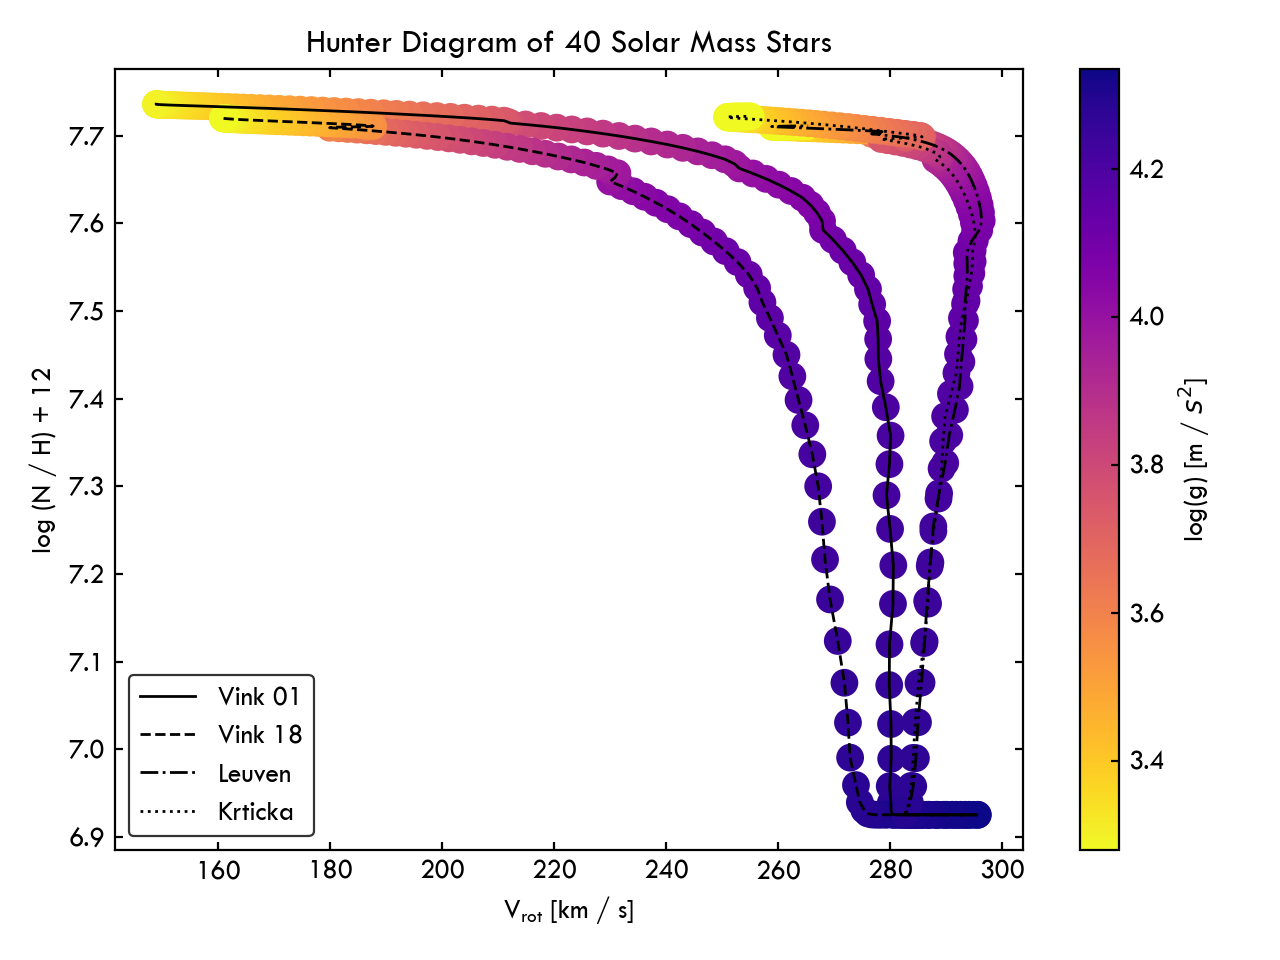 Hunter Diagram of 40 Solar Mass Stars
log (N / H) + 12
7.7
7.6
7.5
7.4
7.3
7.2
7.1
7.0
6.9
Vink 01
Vink 18
Leuven
Krticka
160 180 200 220 240 260 280 300
V_rot [km / s]
4.2
4.0
3.8
3.6
3.4
log(g) [m / s²]